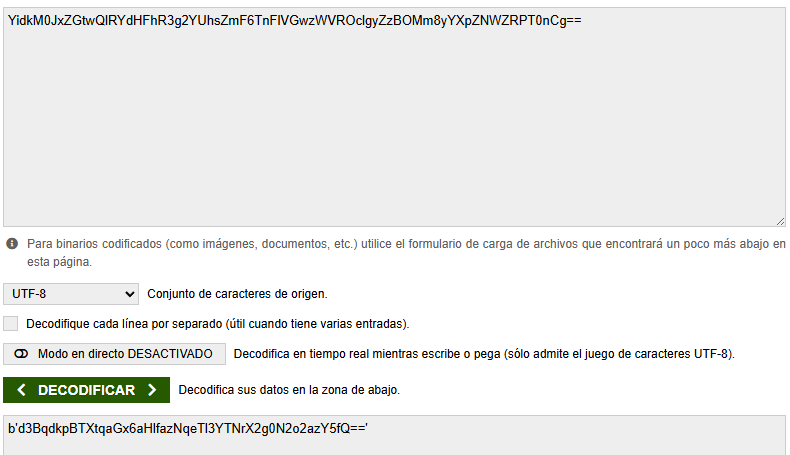 YidkM0JxZGtwQlRYdHFhR3g2YUhsZmF6TnFlVGwzWVROclgyZzBOMm8yYXpZNWZRPT0nCg==
Para binarios codificados (como imágenes, documentos, etc.) utilice el formulario de carga de archivos que encontrará un poco más abajo en
esta página.
UTF-8 Conjunto de caracteres de origen.
Decodifique cada línea por separado (útil cuando tiene varias entradas).
Modo en directo DESACTIVADO Decodifica en tiempo real mientras escribe o pega (sólo admite el juego de caracteres UTF-8).
DECODIFICAR Decodifica sus datos en la zona de abajo.
b'd3BqdkpBTXtqaGx6aHlfazNqeTl3YTNrX2g0N2o2azY5fQ=='